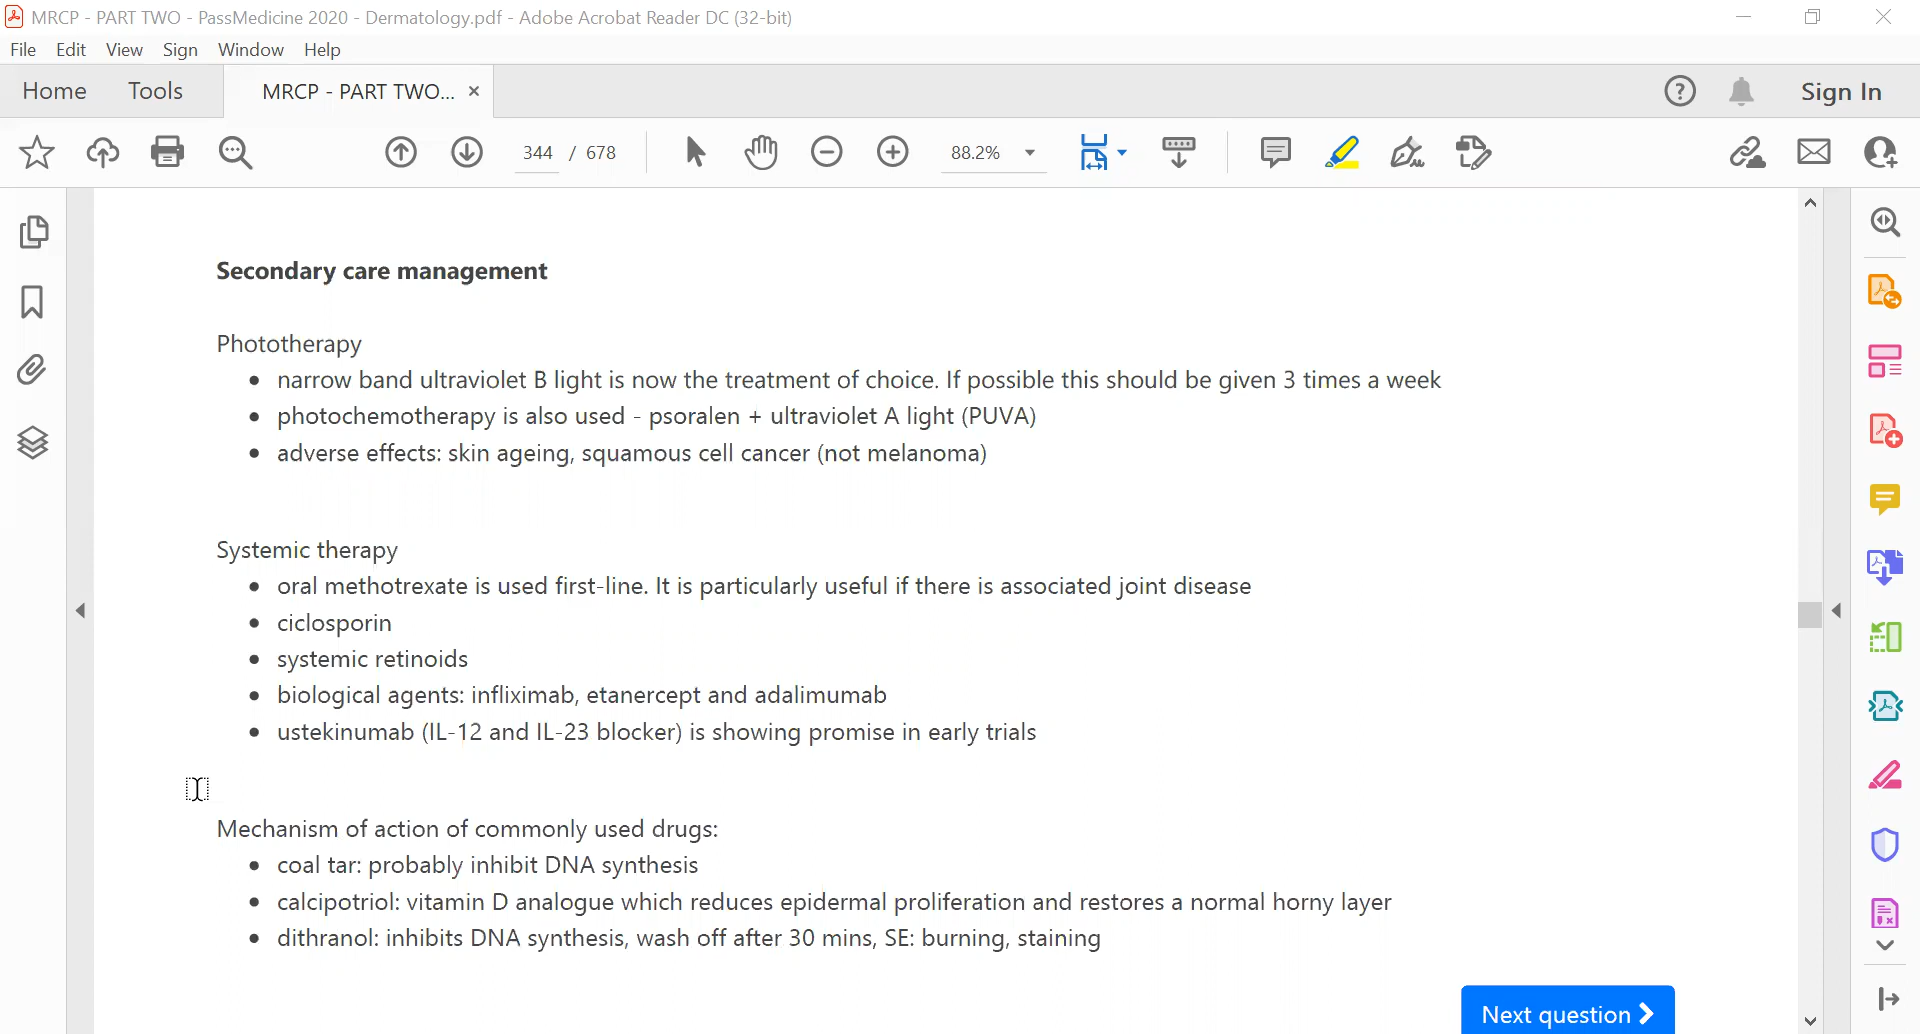 MRCP - PART TWO - PassMedicine 2020 - Dermatology.pdf - Adobe Acrobat Reader DC (32-bit)
File Edit View Sign Window Help
Home Tools MRCP - PART TWO... × Sign In
344 / 678 88.2%
Secondary care management
Phototherapy
• narrow band ultraviolet B light is now the treatment of choice. If possible this should be given 3 times a week
• photochemotherapy is also used - psoralen + ultraviolet A light (PUVA)
• adverse effects: skin ageing, squamous cell cancer (not melanoma)
Systemic therapy
• oral methotrexate is used first-line. It is particularly useful if there is associated joint disease
• ciclosporin
• systemic retinoids
• biological agents: infliximab, etanercept and adalimumab
• ustekinumab (IL-12 and IL-23 blocker) is showing promise in early trials
Mechanism of action of commonly used drugs:
• coal tar: probably inhibit DNA synthesis
• calcipotriol: vitamin D analogue which reduces epidermal proliferation and restores a normal horny layer
• dithranol: inhibits DNA synthesis, wash off after 30 mins, SE: burning, staining
Next question